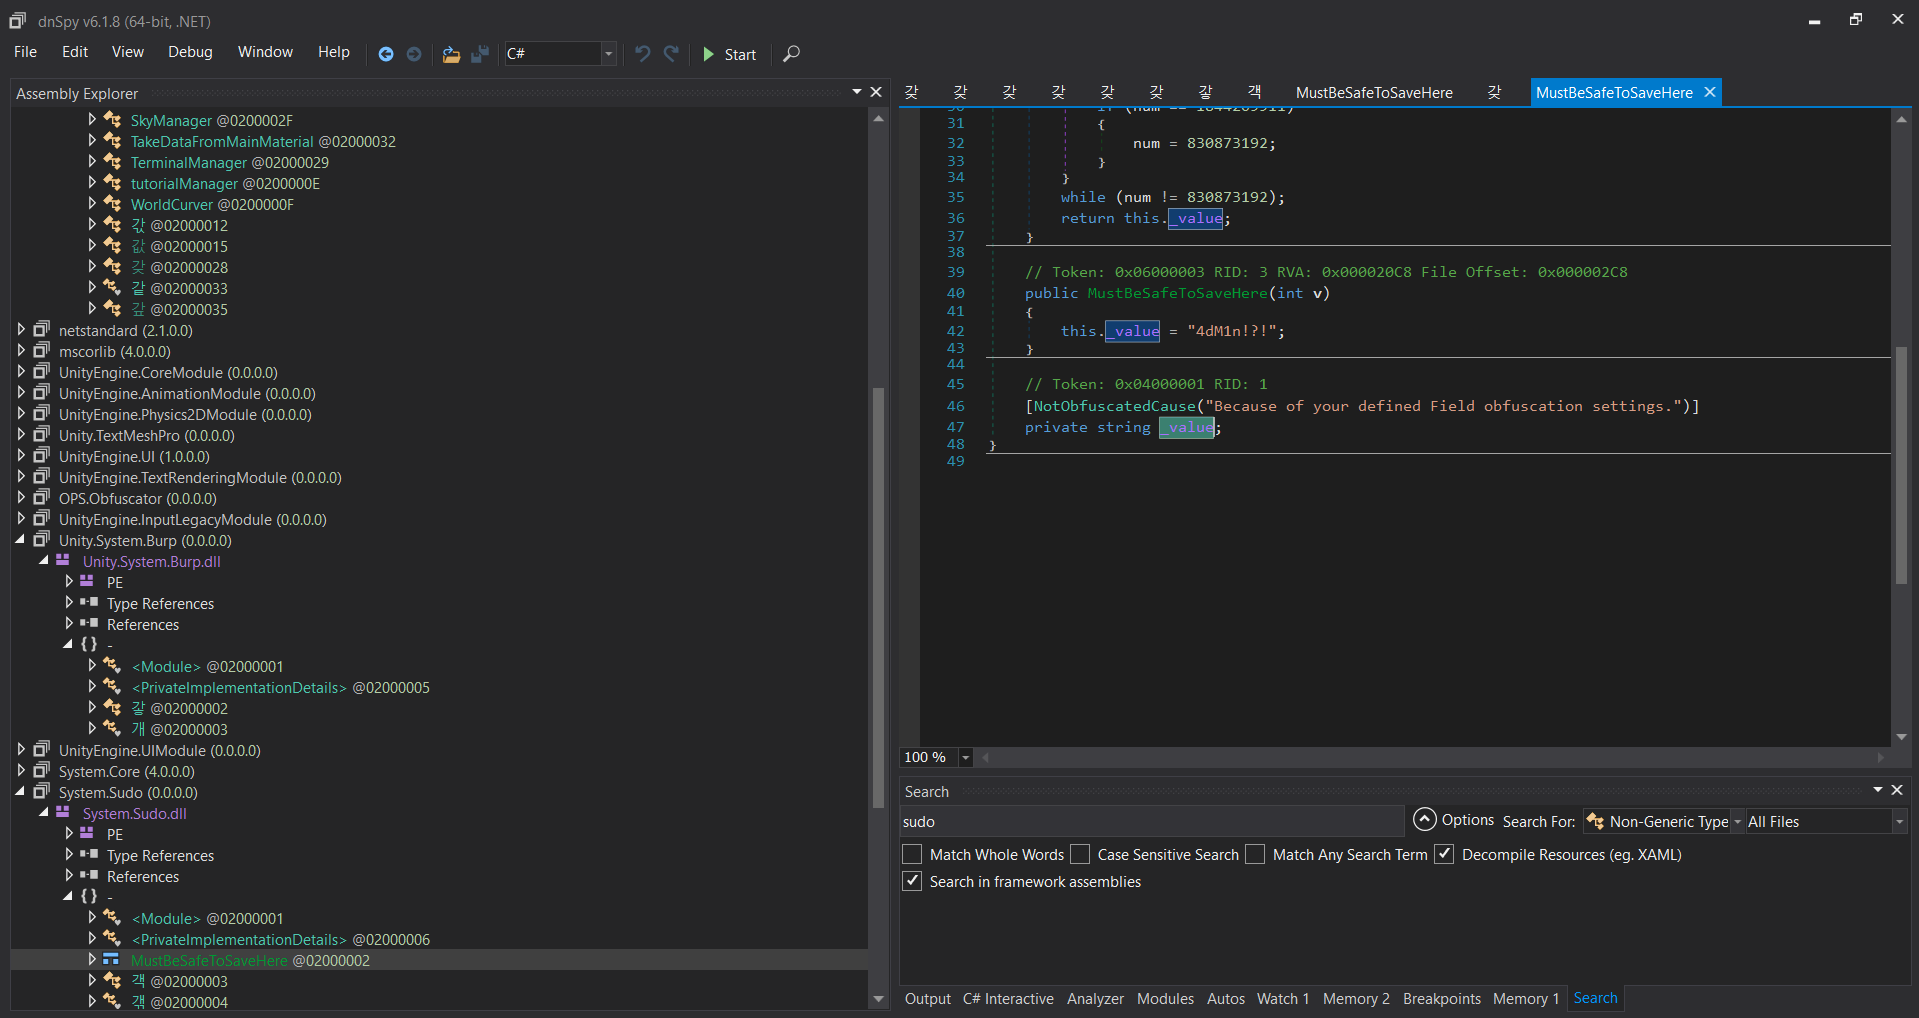 dnSpy v6.1.8 (64-bit, .NET)
File Edit View Debug Window Help C# Start
Assembly Explorer
SkyManager @0200002F
TakeDataFromMainMaterial @02000032
TerminalManager @02000029
tutorialManager @0200000E
WorldCurver @0200000F
값 @02000012
값 @02000015
갖 @02000028
같 @02000033
갚 @02000035
netstandard (2.1.0.0)
mscorlib (4.0.0.0)
UnityEngine.CoreModule (0.0.0.0)
UnityEngine.AnimationModule (0.0.0.0)
UnityEngine.Physics2DModule (0.0.0.0)
Unity.TextMeshPro (0.0.0.0)
UnityEngine.UI (1.0.0.0)
UnityEngine.TextRenderingModule (0.0.0.0)
OPS.Obfuscator (0.0.0.0)
UnityEngine.InputLegacyModule (0.0.0.0)
Unity.System.Burp (0.0.0.0)
Unity.System.Burp.dll
PE
Type References
References
{ } -
<Module> @02000001
<PrivateImplementationDetails> @02000005
갛 @02000002
개 @02000003
UnityEngine.UIModule (0.0.0.0)
System.Core (4.0.0.0)
System.Sudo (0.0.0.0)
System.Sudo.dll
PE
Type References
References
{ } -
<Module> @02000001
<PrivateImplementationDetails> @02000006
MustBeSafeToSaveHere @02000002
객 @02000003
갞 @02000004
갖 갖 갖 갖 갖 갖 갛 객 MustBeSafeToSaveHere 갖 MustBeSafeToSaveHere
30 if (num == 1844209911)
31 {
32 num = 830873192;
33 }
34 }
35 while (num != 830873192);
36 return this._value;
37 }
38
39 // Token: 0x06000003 RID: 3 RVA: 0x000020C8 File Offset: 0x000002C8
40 public MustBeSafeToSaveHere(int v)
41 {
42 this._value = "4dM1n!?!";
43 }
44
45 // Token: 0x04000001 RID: 1
46 [NotObfuscatedCause("Because of your defined Field obfuscation settings.")]
47 private string _value;
48 }
49
100 %
Search
sudo Options Search For: Non-Generic Type All Files
Match Whole Words Case Sensitive Search Match Any Search Term Decompile Resources (eg. XAML)
Search in framework assemblies
Output C# Interactive Analyzer Modules Autos Watch 1 Memory 2 Breakpoints Memory 1 Search